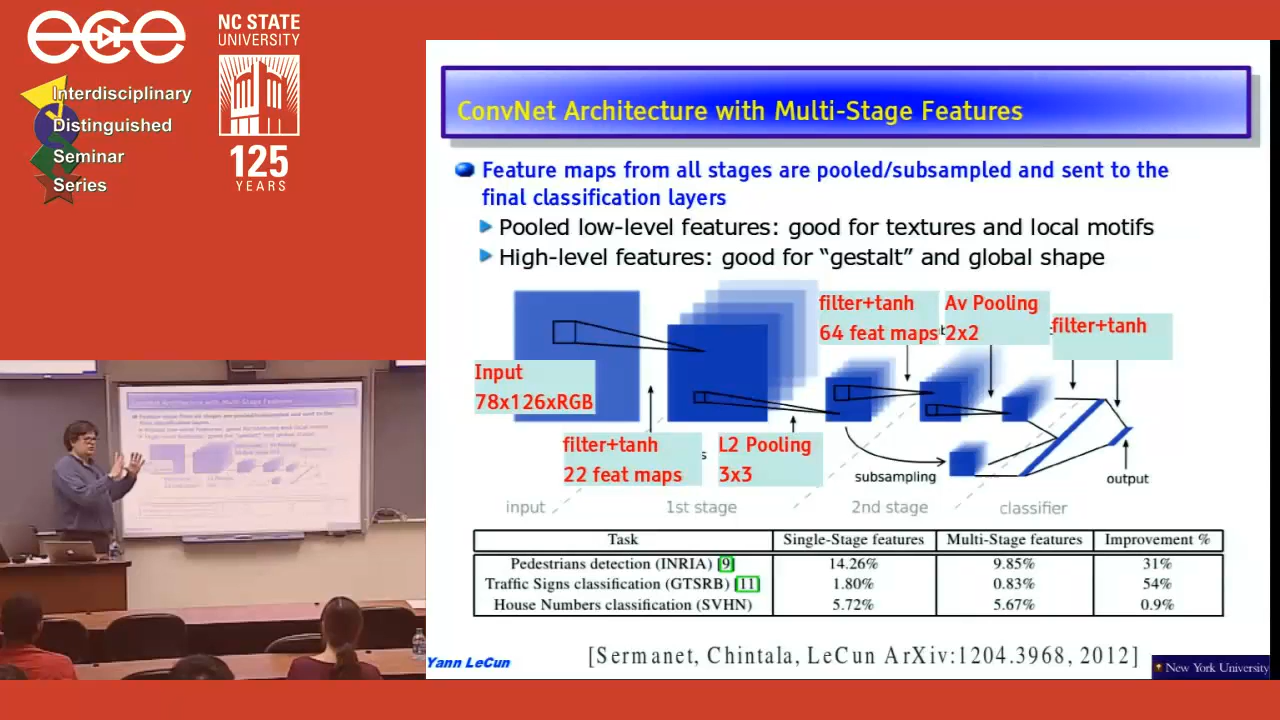 ece
NC STATE
UNIVERSITY
125
YEARS
Interdisciplinary
Distinguished
Seminar
Series
ConvNet Architecture with Multi-Stage Features
Feature maps from all stages are pooled/subsampled and sent to the
final classification layers
Pooled low-level features: good for textures and local motifs
High-level features: good for “gestalt” and global shape
filter+tanh
64 feat maps
Av Pooling
2x2
filter+tanh
Input
78x126xRGB
filter+tanh
22 feat maps
L2 Pooling
3x3
subsampling
output
input
1st stage
2nd stage
classifier
Task Single-Stage features Multi-Stage features Improvement %
Pedestrians detection (INRIA) [9] 14.26% 9.85% 31%
Traffic Signs classification (GTSRB) [11] 1.80% 0.83% 54%
House Numbers classification (SVHN) 5.72% 5.67% 0.9%
[Sermanet, Chintala, LeCun ArXiv:1204.3968, 2012]
Yann LeCun
New York University
ConvNet Architecture with Multi-Stage Features